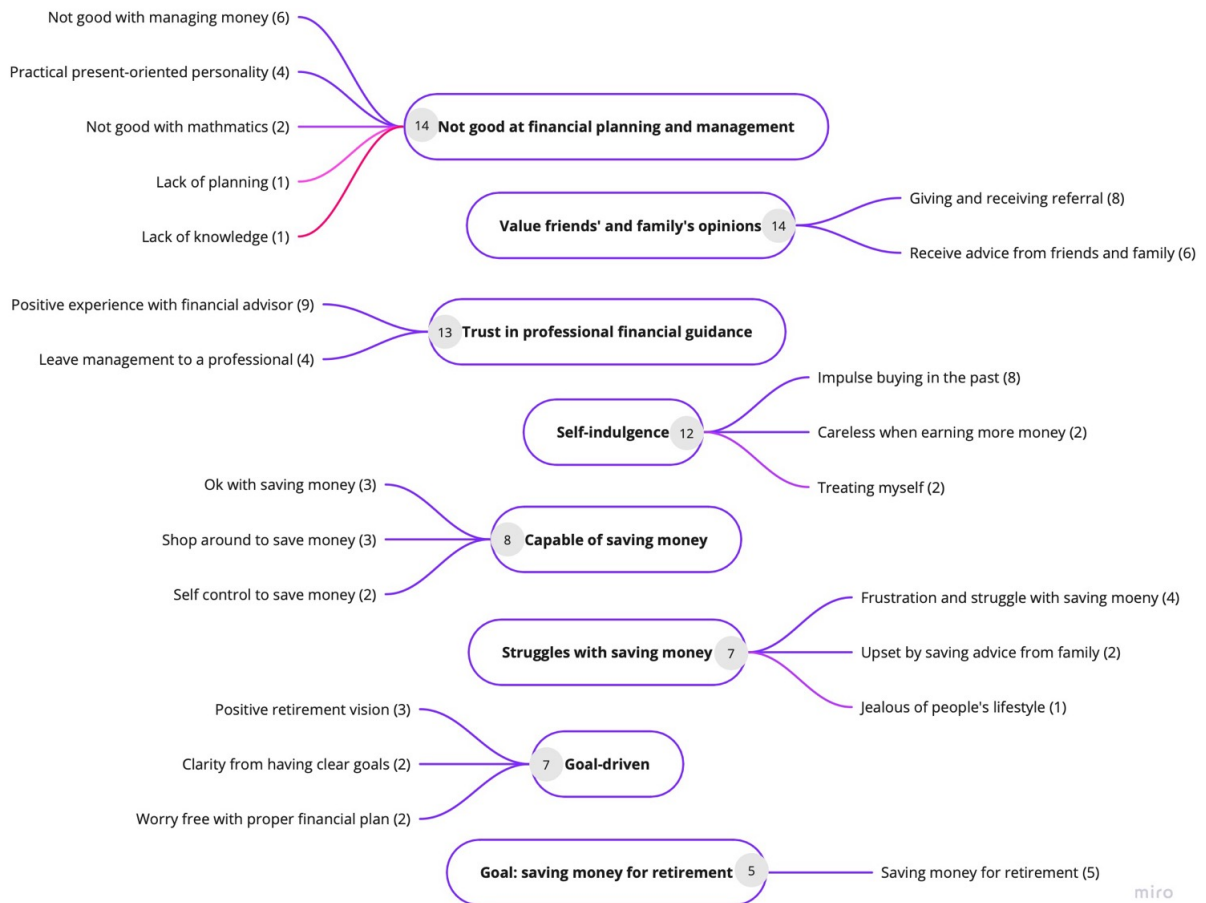 Not good with managing money (6)
Practical present-oriented personality (4)
Not good with mathmatics (2)
Lack of planning (1)
Lack of knowledge (1)
14 Not good at financial planning and management
Value friends' and family's opinions 14
Giving and receiving referral (8)
Receive advice from friends and family (6)
Positive experience with financial advisor (9)
Leave management to a professional (4)
13 Trust in professional financial guidance
Self-indulgence 12
Impulse buying in the past (8)
Careless when earning more money (2)
Treating myself (2)
Ok with saving money (3)
Shop around to save money (3)
Self control to save money (2)
8 Capable of saving money
Struggles with saving money 7
Frustration and struggle with saving moeny (4)
Upset by saving advice from family (2)
Jealous of people's lifestyle (1)
Positive retirement vision (3)
Clarity from having clear goals (2)
Worry free with proper financial plan (2)
7 Goal-driven
Goal: saving money for retirement 5
Saving money for retirement (5)
miro